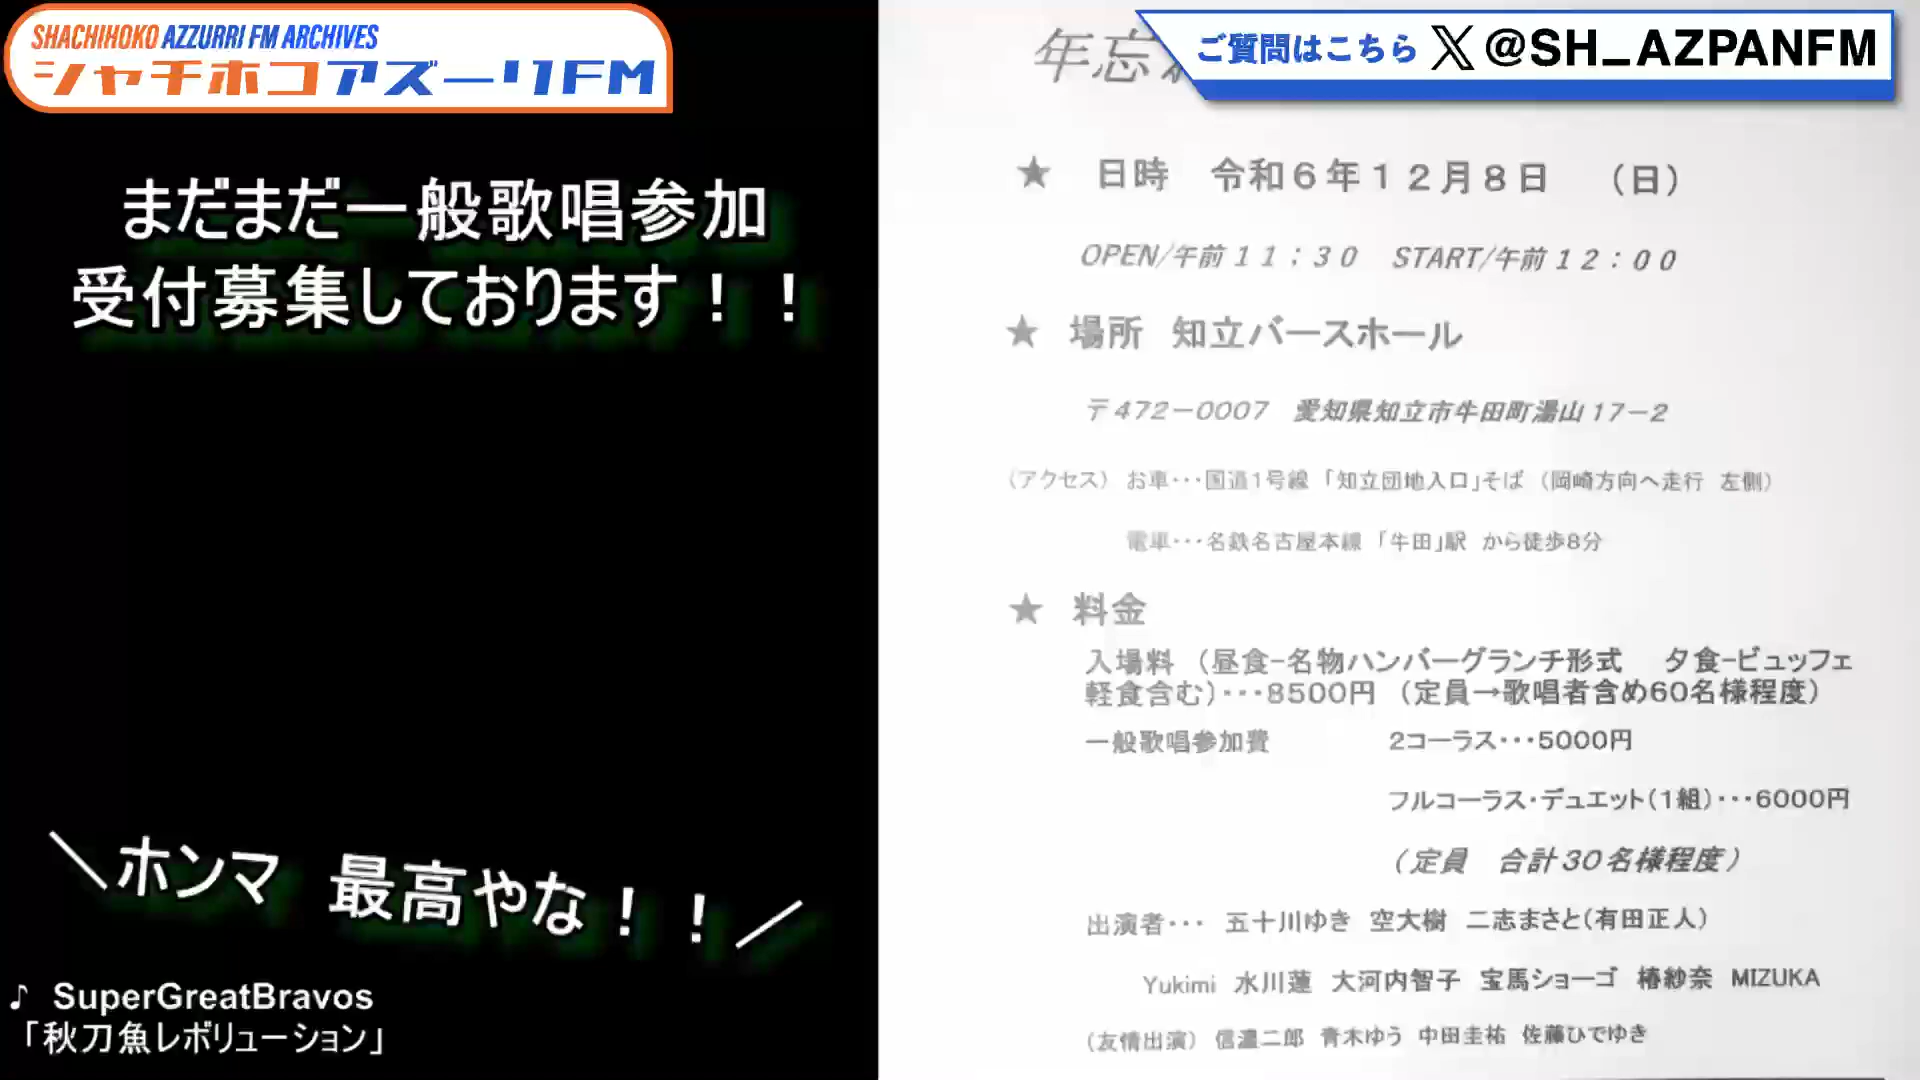 SHACHIHOKO AZZURRI FM ARCHIVES
シャチホコアズーリFM
ご質問はこちら X @SH_AZPANFM
まだまだ一般歌唱参加
受付募集しております！！
＼ホンマ 最高やな！！／
♪ SuperGreatBravos
「秋刀魚レボリューション」
年忘
★ 日時 令和６年１２月８日 （日）
OPEN/午前１１；３０ START/午前１２：００
★ 場所 知立バースホール
〒472－0007 愛知県知立市牛田町湯山17－2
（アクセス） お車･･･国道1号線 「知立団地入口」そば （岡崎方向へ走行 左側）
電車･･･名鉄名古屋本線 「牛田」駅 から徒歩8分
★ 料金
入場料 （昼食-名物ハンバーグランチ形式 夕食-ビュッフェ
軽食含む）･･･8500円 （定員→歌唱者含め60名様程度）
一般歌唱参加費 2コーラス･･･5000円
フルコーラス・デュエット（1組）･･･6000円
（定員 合計30名様程度）
出演者･･･ 五十川ゆき 空大樹 二志まさと（有田正人）
Yukimi 水川蓮 大河内智子 宝馬ショーゴ 椿紗奈 MIZUKA
（友情出演） 信濃二郎 青木ゆう 中田圭祐 佐藤ひでゆき